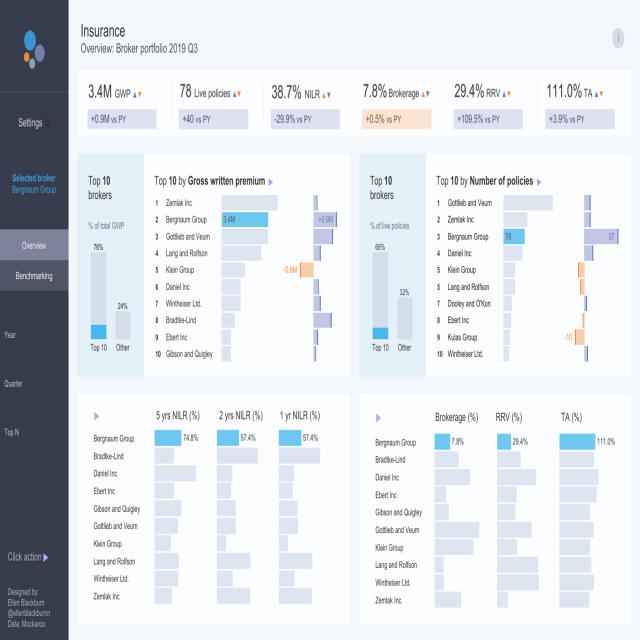 Insurance
Overview: Broker portfolio 2019 Q3
i
Settings
Selected broker
Bergnaum Group
Overview
Benchmarking
Year
Quarter
Top N
Click action
Designed by:
Ellen Blackburn
@ellenblackburnn
Data: Mockaroo
3.4M GWP
+0.9M vs PY
78 Live policies
+40 vs PY
38.7% NILR
-29.9% vs PY
7.8% Brokerage
+0.5% vs PY
29.4% RRV
+109.5% vs PY
111.0% TA
+3.9% vs PY
Top 10
brokers
% of total GWP
76%
24%
Top 10 Other
Top 10 by Gross written premium
1 Zemlak Inc
2 Bergnaum Group 3.4M +0.9M
3 Gottlieb and Veum
4 Lang and Rolfson
5 Klein Group -0.6M
6 Daniel Inc
7 Wintheiser Ltd.
8 Bradtke-Lind
9 Ebert Inc
10 Gibson and Quigley
Top 10
brokers
% of live policies
68%
32%
Top 10 Other
Top 10 by Number of policies
1 Gottlieb and Veum
2 Zemlak Inc
3 Bergnaum Group 78 37
4 Daniel Inc
5 Klein Group
6 Lang and Rolfson
7 Dooley and O'Kon
8 Ebert Inc
9 Kulas Group -10
10 Wintheiser Ltd.
5 yrs NILR (%) 2 yrs NILR (%) 1 yr NILR (%)
Bergnaum Group 74.8% 57.4% 57.4%
Bradtke-Lind
Daniel Inc
Ebert Inc
Gibson and Quigley
Gottlieb and Veum
Klein Group
Lang and Rolfson
Wintheiser Ltd.
Zemlak Inc
Brokerage (%) RRV (%) TA (%)
Bergnaum Group 7.8% 29.4% 111.0%
Bradtke-Lind
Daniel Inc
Ebert Inc
Gibson and Quigley
Gottlieb and Veum
Klein Group
Lang and Rolfson
Wintheiser Ltd.
Zemlak Inc